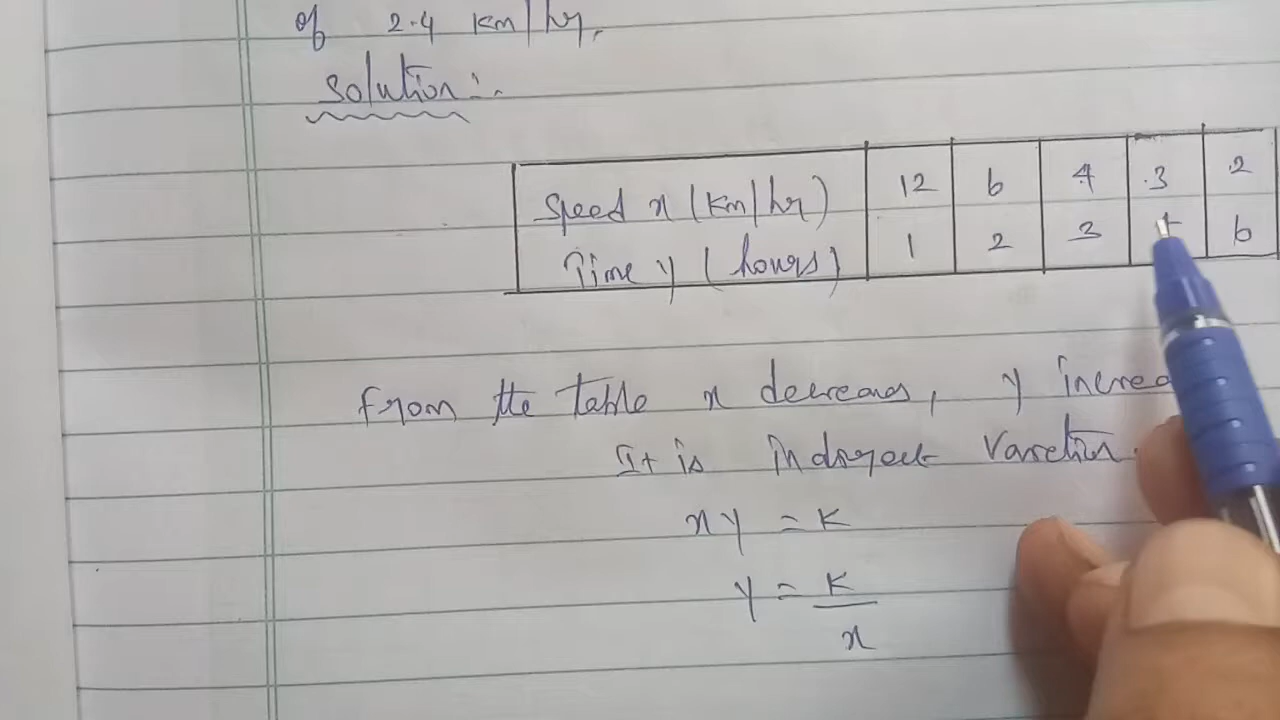 of 2.4 km/hr.
Solution :-
Speed x (km/hr) 12 6 4 3 2
Time y (hours) 1 2 3 4 6
from the table x decreases, y increa
It is indirect variation.
xy = k
y = k
x